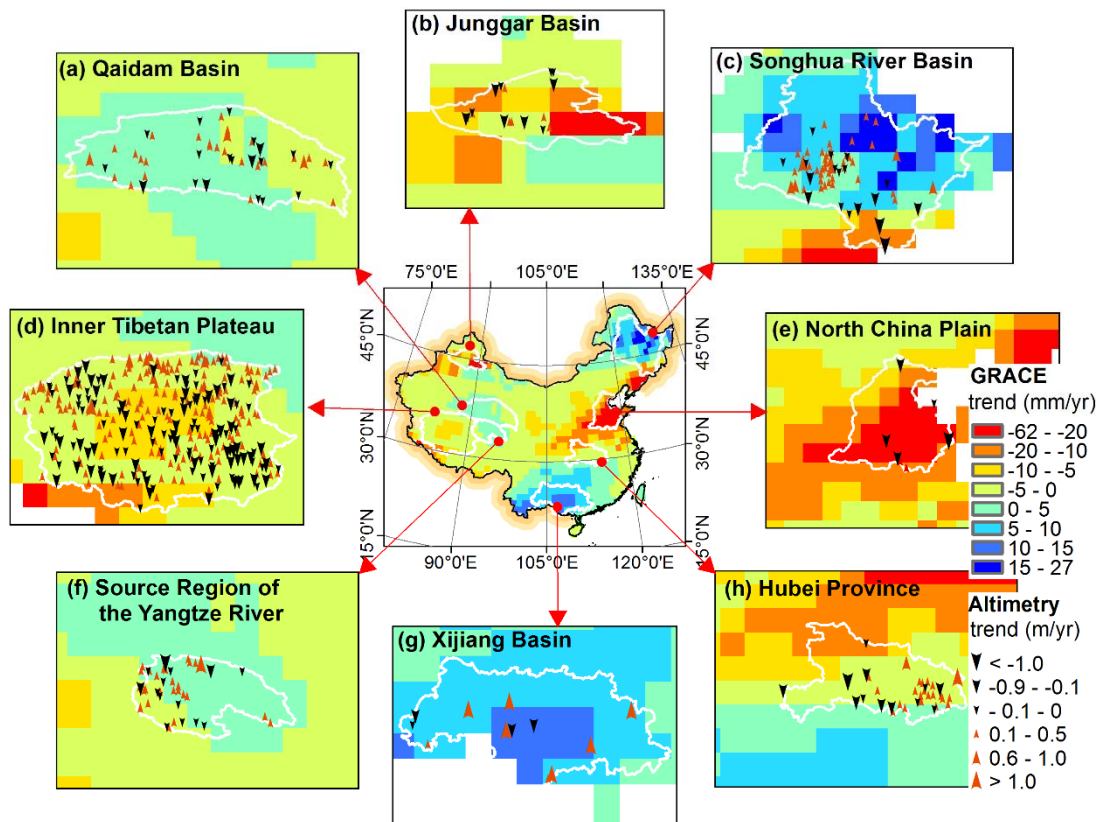 (a) Qaidam Basin
(b) Junggar Basin
(c) Songhua River Basin
75°0'E
105°0'E
135°0'E
45°0'N
30°0'N
15°0'N
45°0'N
30°0'N
15°0'N
90°0'E
105°0'E
120°0'E
(d) Inner Tibetan Plateau
(e) North China Plain
GRACE
trend (mm/yr)
-62 - -20
-20 - -10
-10 - -5
-5 - 0
0 - 5
5 - 10
10 - 15
15 - 27
(f) Source Region of
the Yangtze River
(g) Xijiang Basin
(h) Hubei Province
Altimetry
trend (m/yr)
< -1.0
-0.9 - -0.1
- 0.1 - 0
0.1 - 0.5
0.6 - 1.0
> 1.0